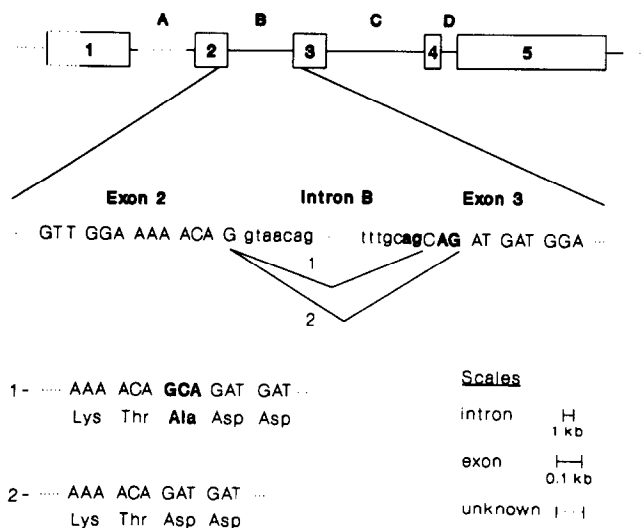 A B C D
1 2 3 4 5
Exon 2 Intron B Exon 3
· GTT GGA AAA ACA G gtaacag · tttgcagCAG AT GAT GGA ···
1
2
1- ····· AAA ACA GCA GAT GAT ··
Lys Thr Ala Asp Asp
2- ····· AAA ACA GAT GAT ···
Lys Thr Asp Asp
Scales
intron
1 kb
exon
0.1 kb
unknown